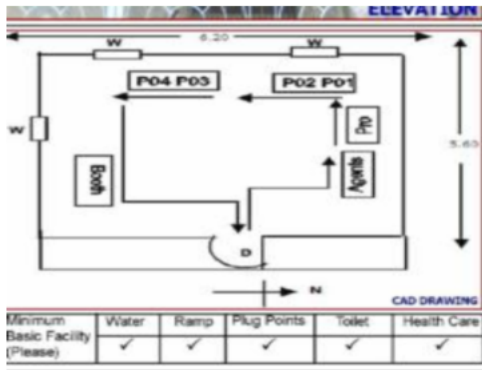 ELEVATION
6.20
W
W
P04 P03
P02 P01
W
Pro
5.60
Booth
Agents
D
N
CAD DRAWING
Minimum
Basic Facility
(Please)
Water
Ramp
Plug Points
Toilet
Health Care
✓ ✓ ✓ ✓ ✓